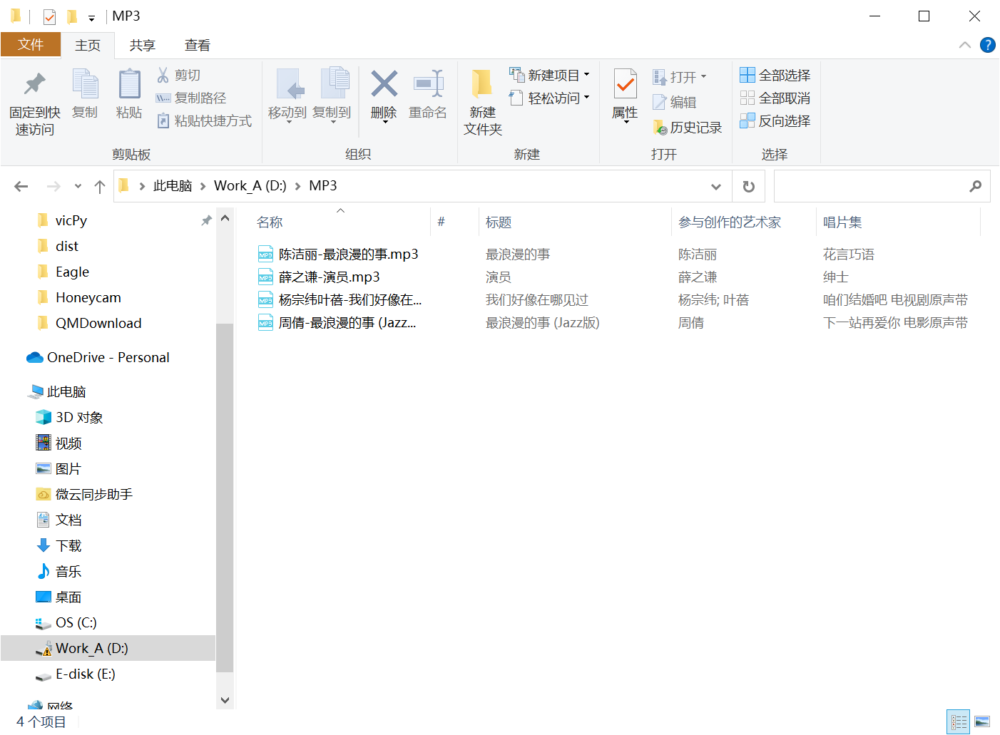 MP3
文件 主页 共享 查看
固定到快速访问
复制
粘贴
剪切
复制路径
粘贴快捷方式
剪贴板
移动到
复制到
删除
重命名
组织
新建文件夹
新建项目
轻松访问
新建
属性
打开
编辑
历史记录
打开
全部选择
全部取消
反向选择
选择
此电脑 Work_A (D:) MP3
vicPy
dist
Eagle
Honeycam
QMDownload
OneDrive - Personal
此电脑
3D 对象
视频
图片
微云同步助手
文档
下载
音乐
桌面
OS (C:)
Work_A (D:)
E-disk (E:)
网络
名称 # 标题 参与创作的艺术家 唱片集
陈洁丽-最浪漫的事.mp3 最浪漫的事 陈洁丽 花言巧语
薛之谦-演员.mp3 演员 薛之谦 绅士
杨宗纬叶蓓-我们好像在... 我们好像在哪见过 杨宗纬; 叶蓓 咱们结婚吧 电视剧原声带
周倩-最浪漫的事 (Jazz... 最浪漫的事 (Jazz版) 周倩 下一站再爱你 电影原声带
4 个项目